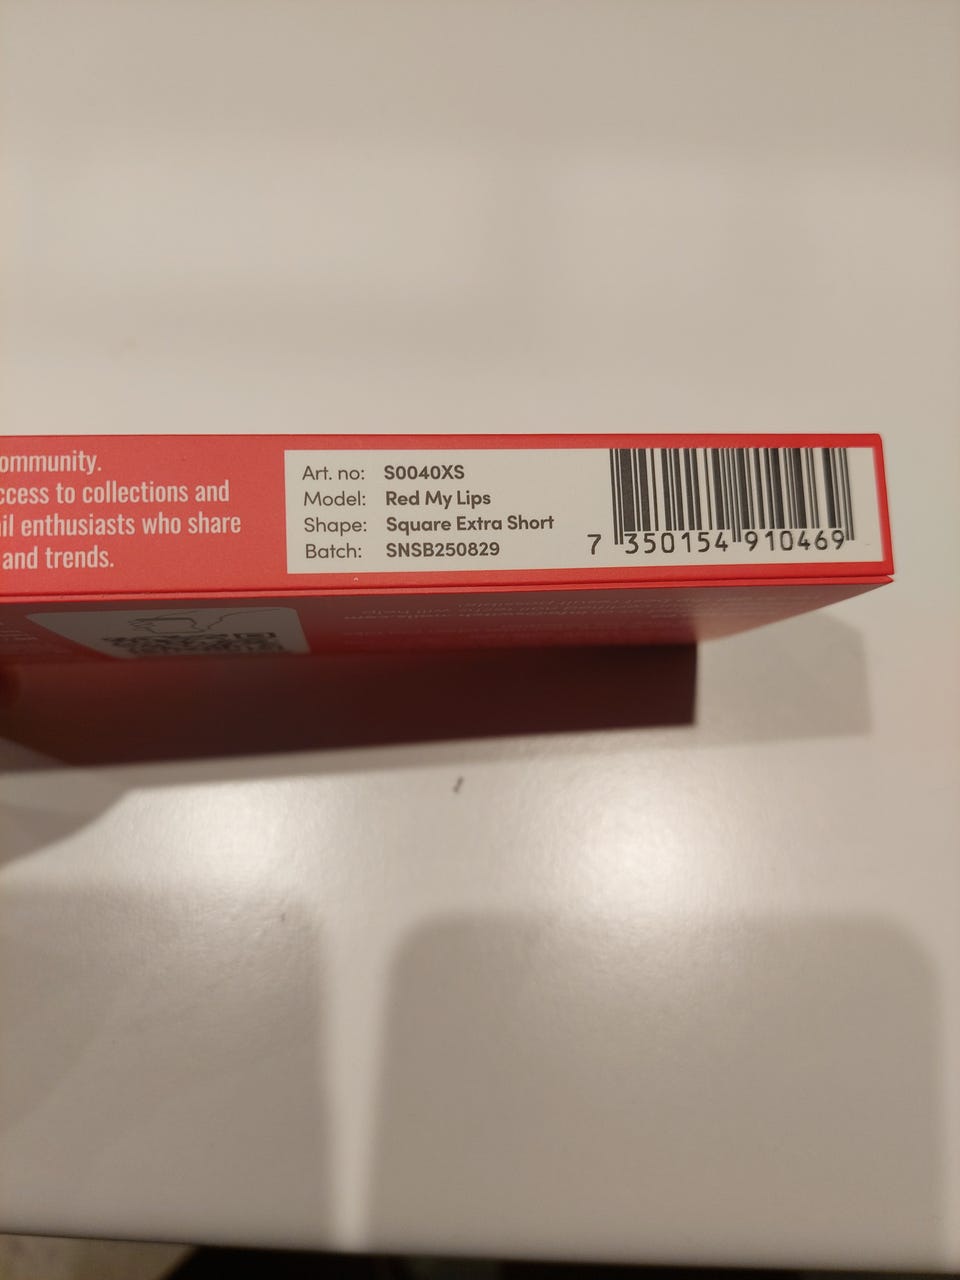 ommunity.
ccess to collections and
il enthusiasts who share
and trends.
Art. no: S0040XS
Model: Red My Lips
Shape: Square Extra Short
Batch: SNSB250829
7 350154 910469